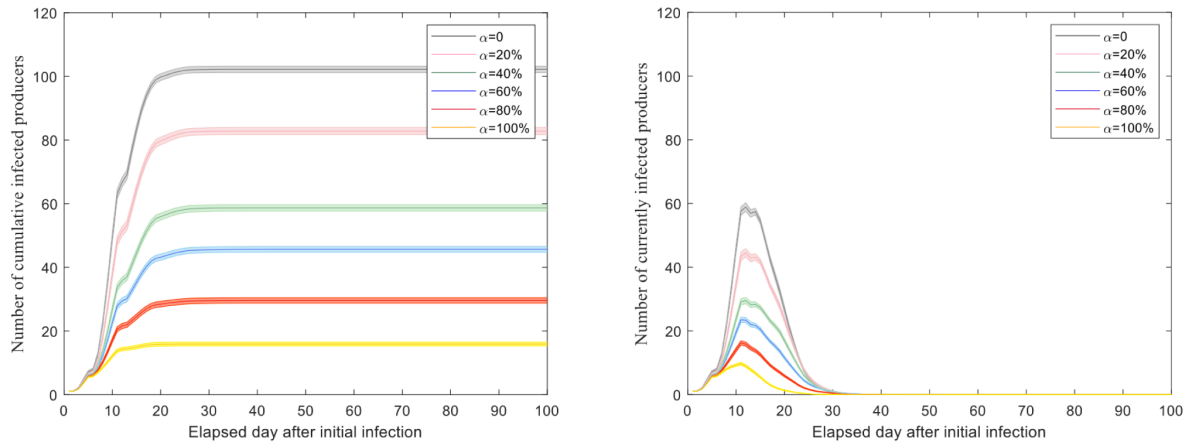 Number of cumulative infected producers
120
100
80
60
40
20
0
0 10 20 30 40 50 60 70 80 90 100
Elapsed day after initial infection
α=0
α=20%
α=40%
α=60%
α=80%
α=100%
Number of currently infected producers
120
100
80
60
40
20
0
0 10 20 30 40 50 60 70 80 90 100
Elapsed day after initial infection
α=0
α=20%
α=40%
α=60%
α=80%
α=100%